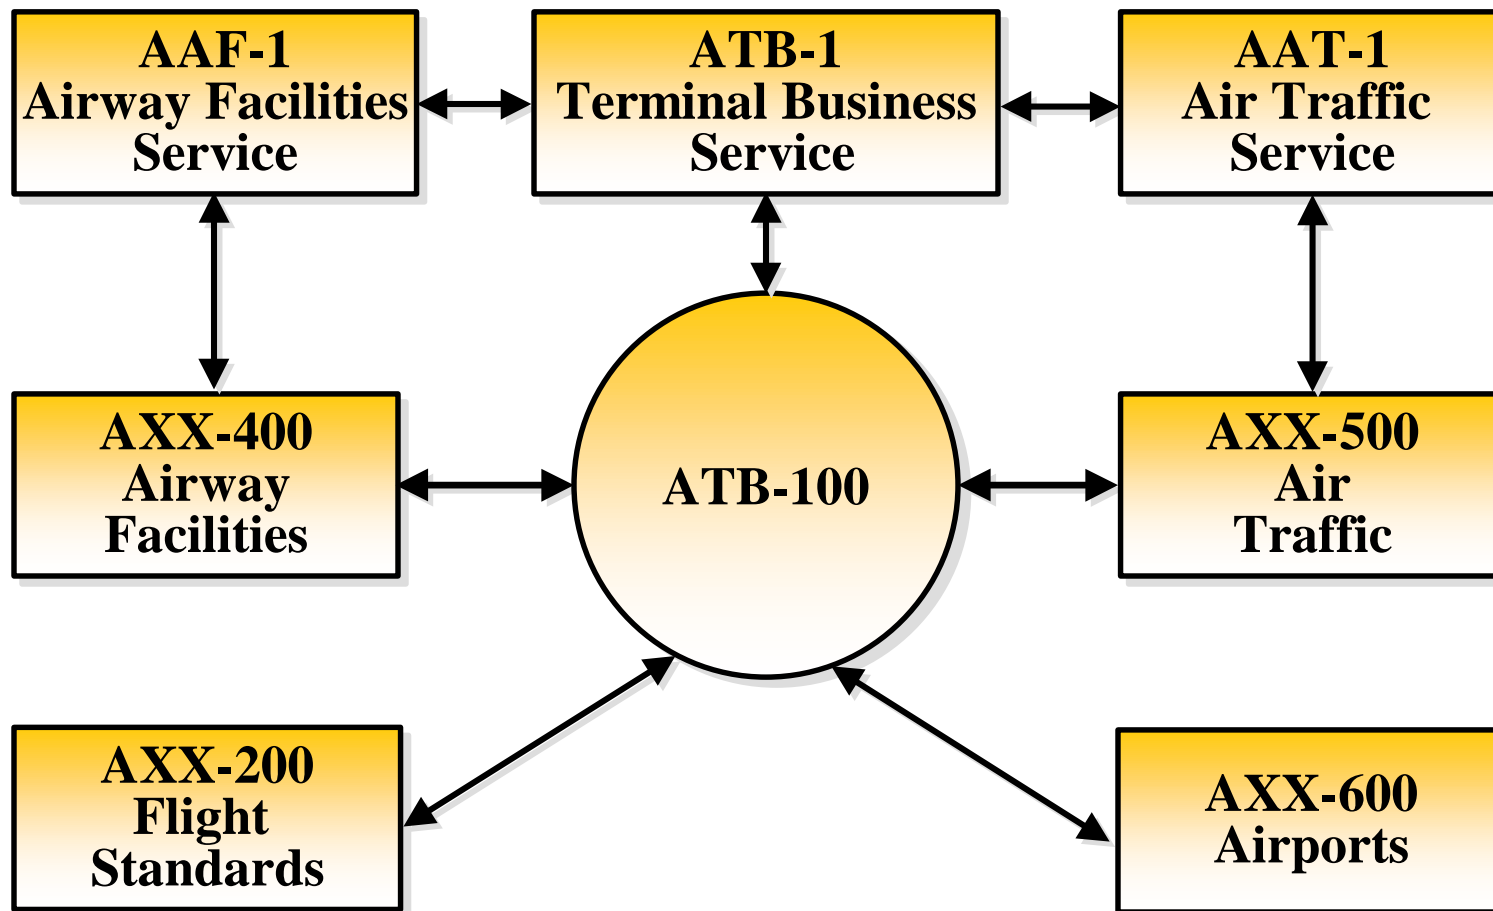 AAF-1
Airway Facilities
Service
ATB-1
Terminal Business
Service
AAT-1
Air Traffic
Service
AXX-400
Airway
Facilities
ATB-100
AXX-500
Air
Traffic
AXX-200
Flight
Standards
AXX-600
Airports